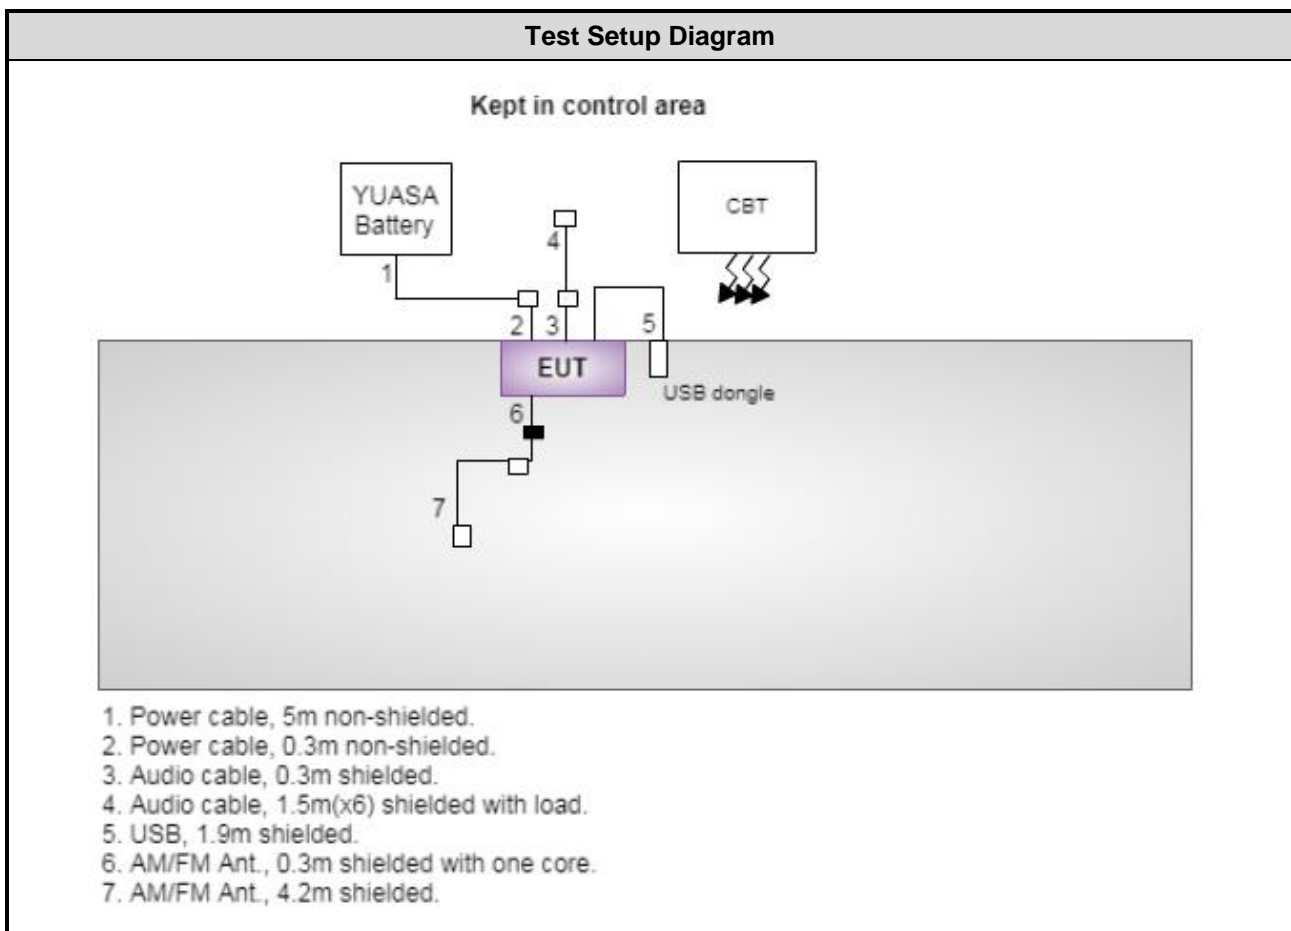 Test Setup Diagram
Kept in control area
YUASA
Battery
CBT
4
1
2
3
5
EUT
USB dongle
6
7
1. Power cable, 5m non-shielded.
2. Power cable, 0.3m non-shielded.
3. Audio cable, 0.3m shielded.
4. Audio cable, 1.5m(x6) shielded with load.
5. USB, 1.9m shielded.
6. AM/FM Ant., 0.3m shielded with one core.
7. AM/FM Ant., 4.2m shielded.